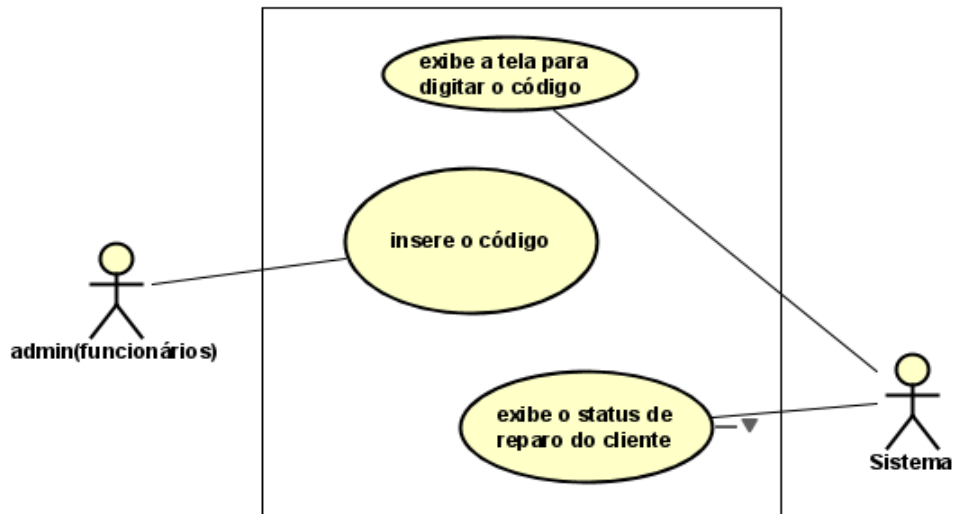 exibe a tela para
digitar o código
insere o código
admin(funcionários)
exibe o status de
reparo do cliente
Sistema